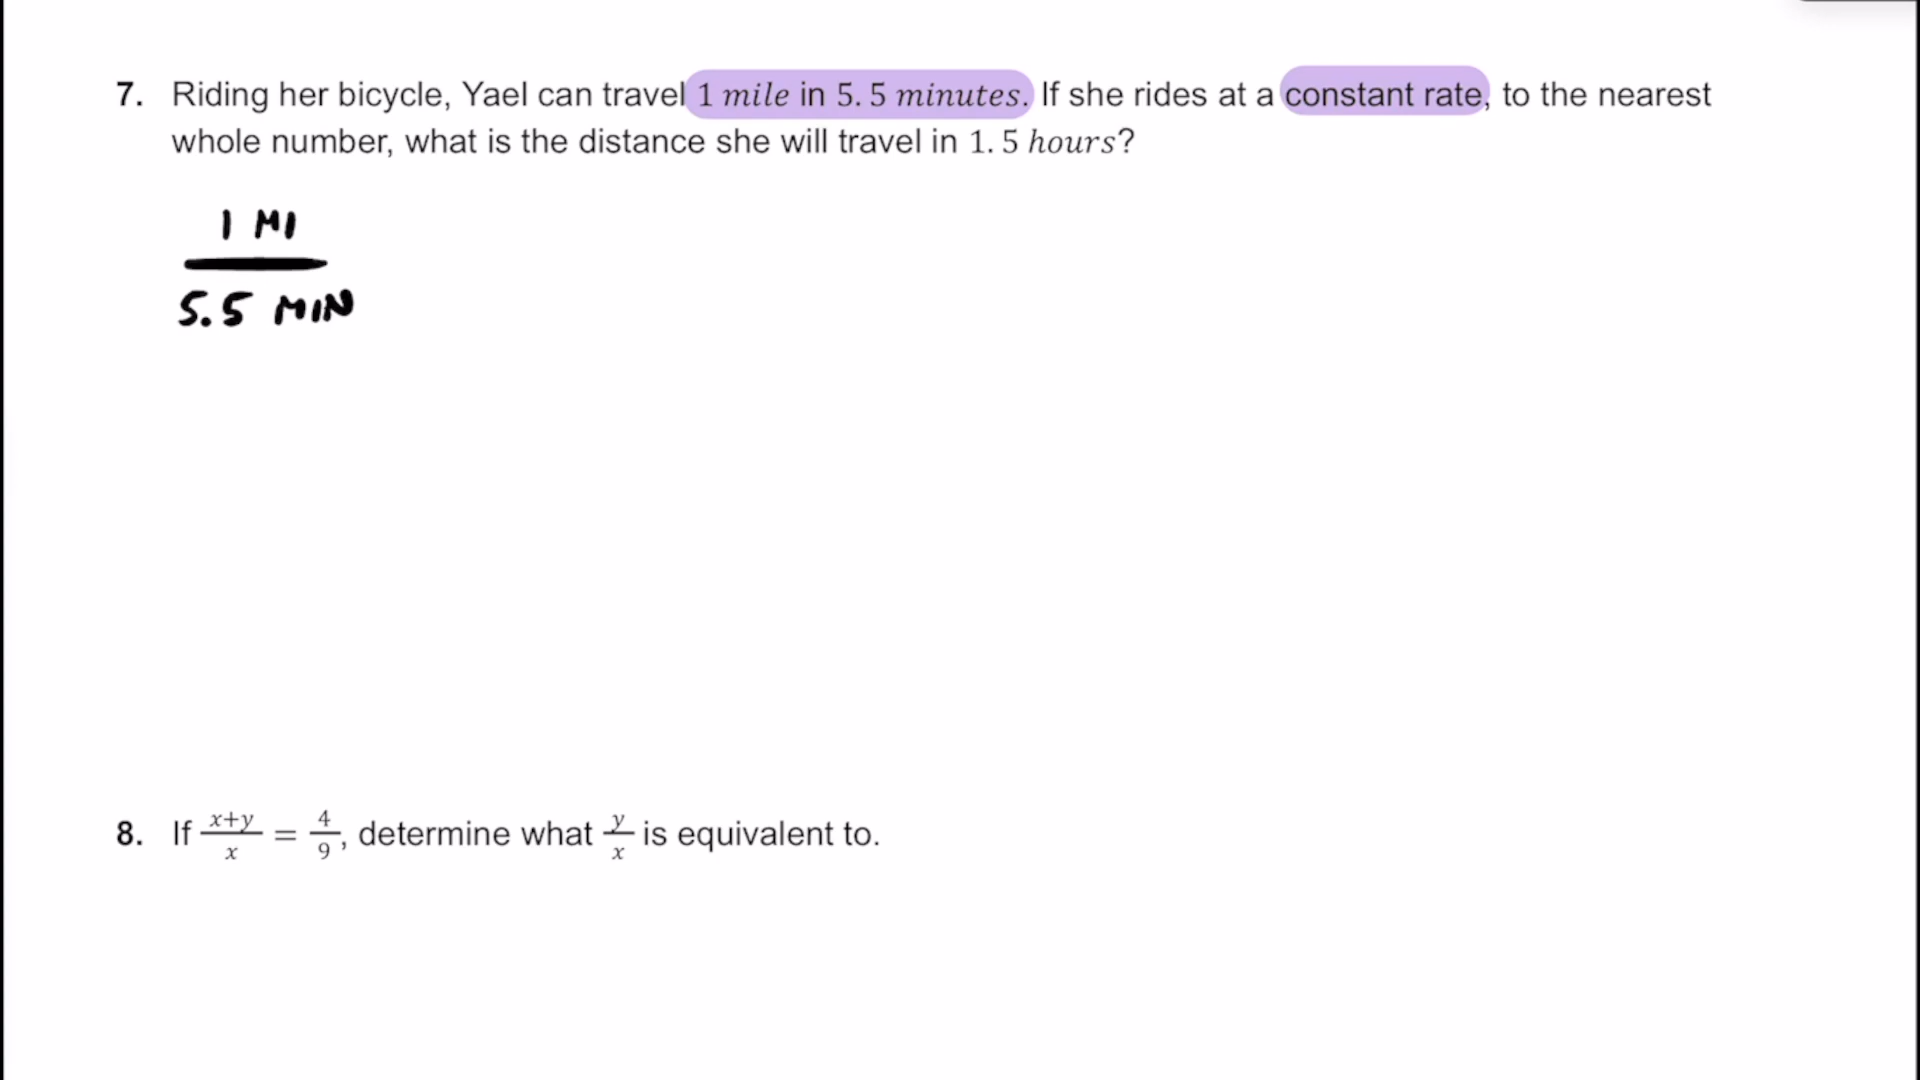 7. Riding her bicycle, Yael can travel 1 mile in 5.5 minutes. If she rides at a constant rate, to the nearest
whole number, what is the distance she will travel in 1.5 hours?
1 MI
5.5 MIN
8. If x+y/x = 4/9, determine what y/x is equivalent to.